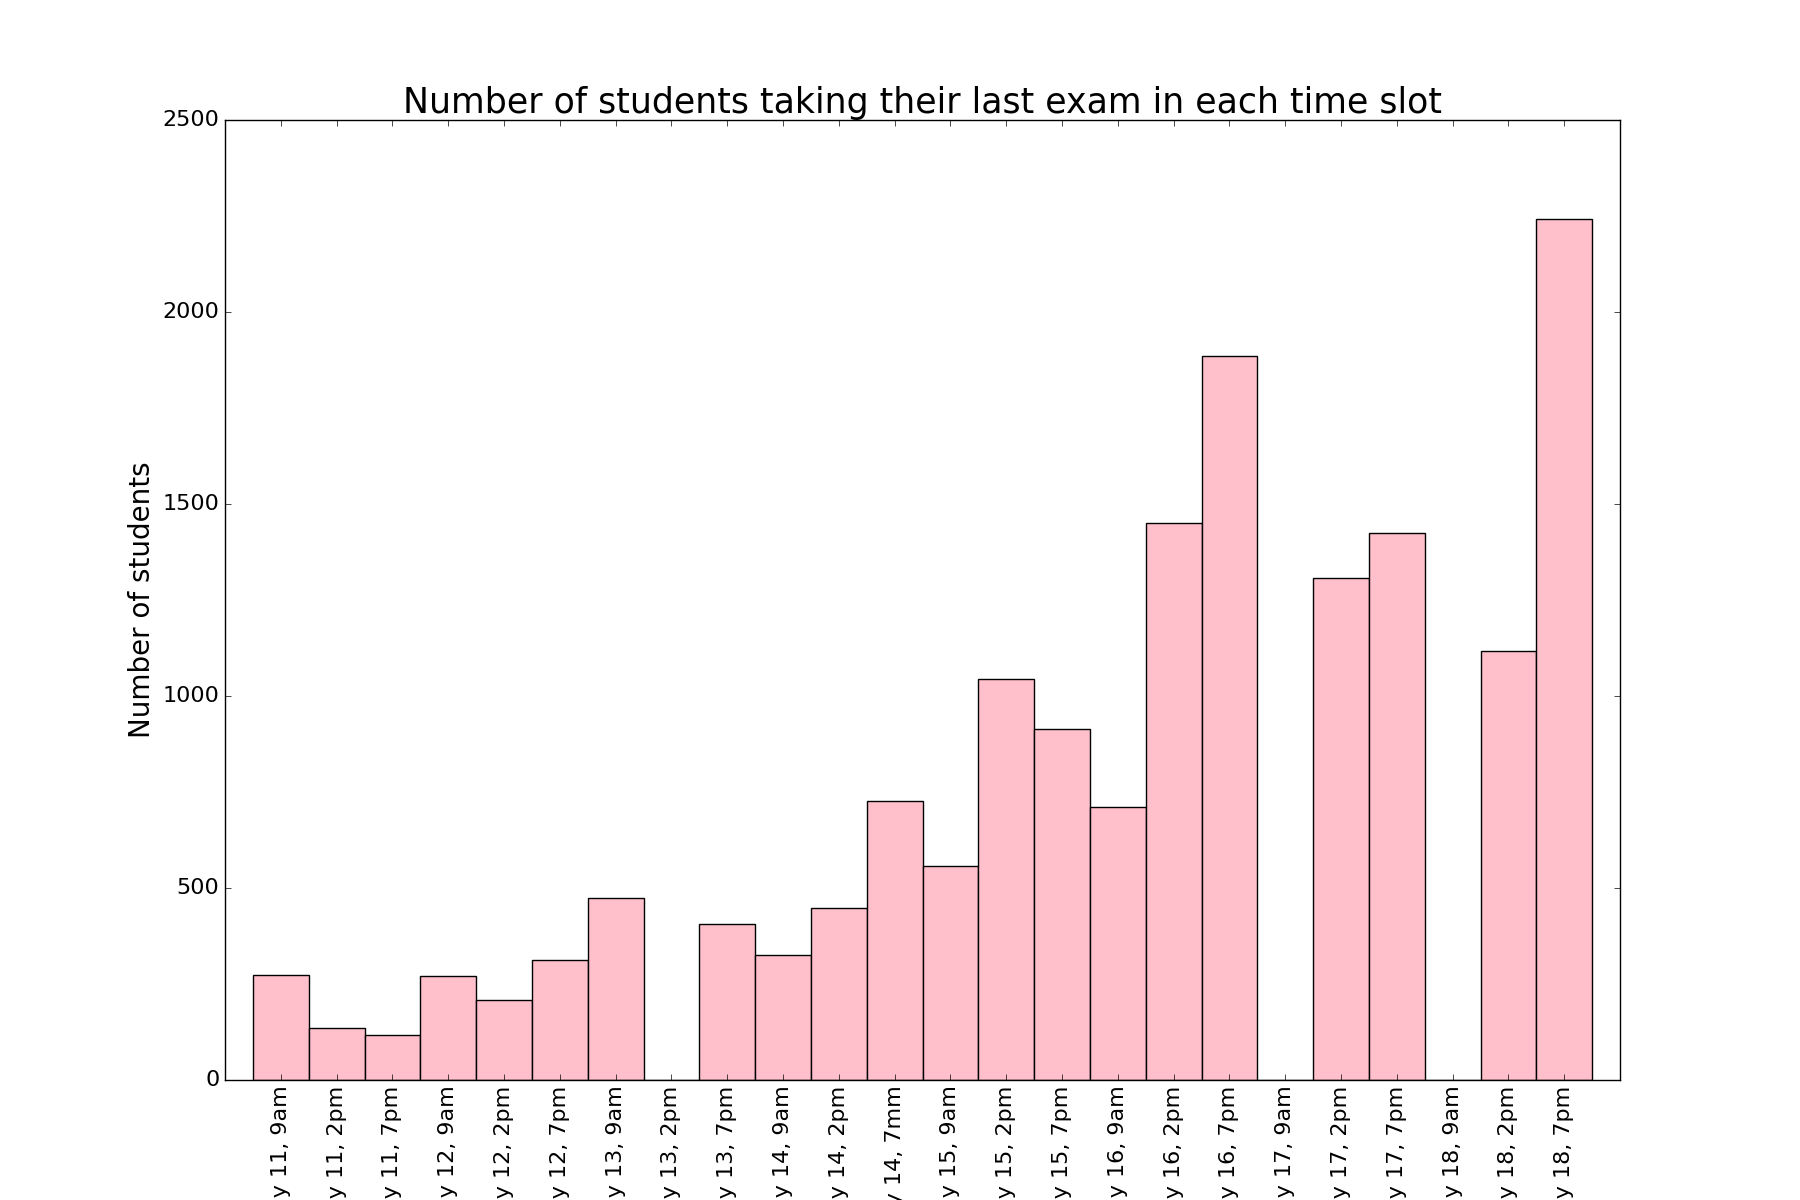 Number of students taking their last exam in each time slot
Number of students
2500
2000
1500
1000
500
0
y 11, 9am
y 11, 2pm
y 11, 7pm
y 12, 9am
y 12, 2pm
y 12, 7pm
y 13, 9am
y 13, 2pm
y 13, 7pm
y 14, 9am
y 14, 2pm
y 14, 7mm
y 15, 9am
y 15, 2pm
y 15, 7pm
y 16, 9am
y 16, 2pm
y 16, 7pm
y 17, 9am
y 17, 2pm
y 17, 7pm
y 18, 9am
y 18, 2pm
y 18, 7pm